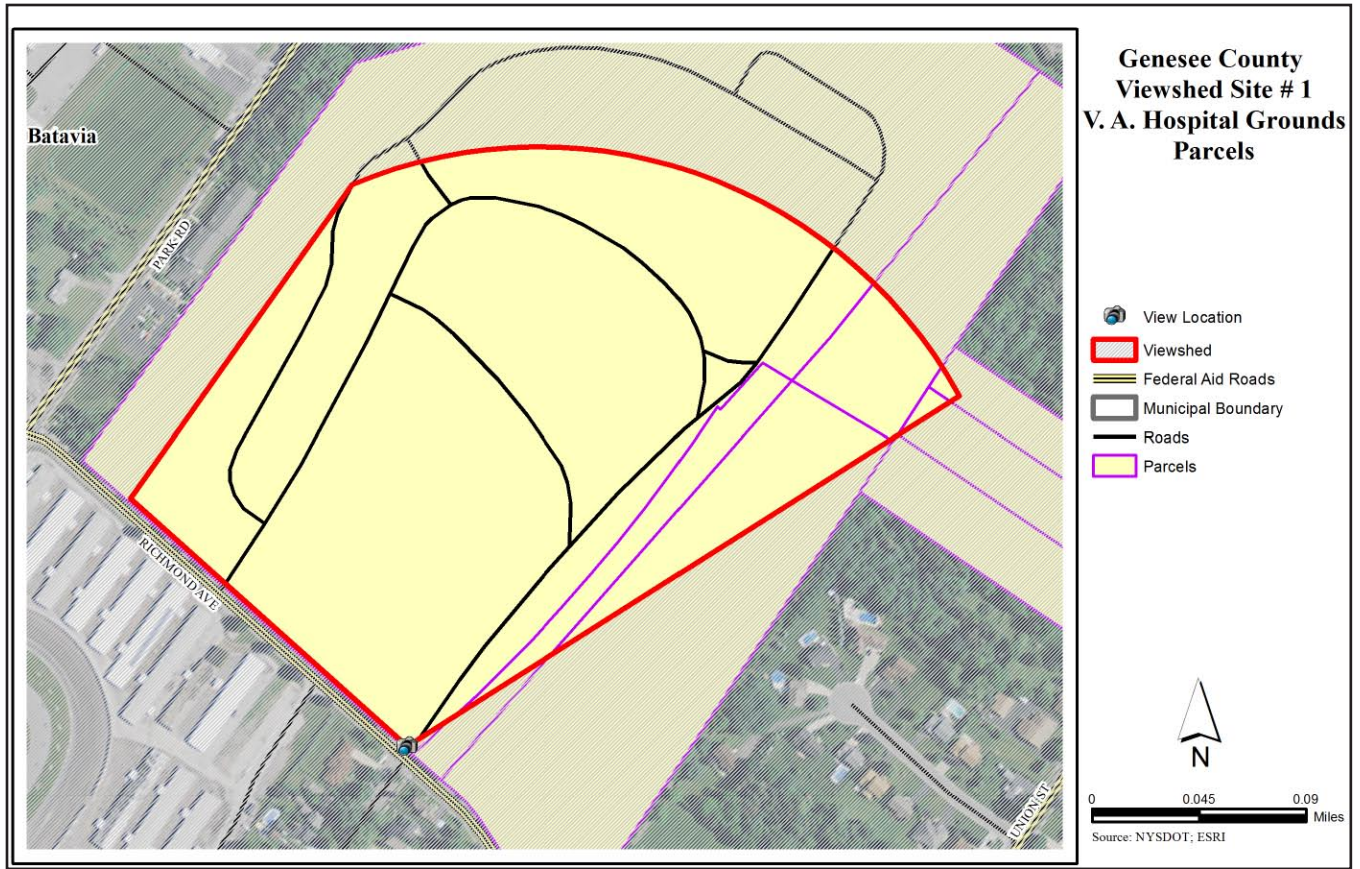 Genesee County
Viewshed Site # 1
V. A. Hospital Grounds
Parcels
Batavia
PARK RD
RICHMOND AVE
UNION ST
View Location
Viewshed
Federal Aid Roads
Municipal Boundary
Roads
Parcels
N
0 0.045 0.09
Miles
Source: NYSDOT; ESRI